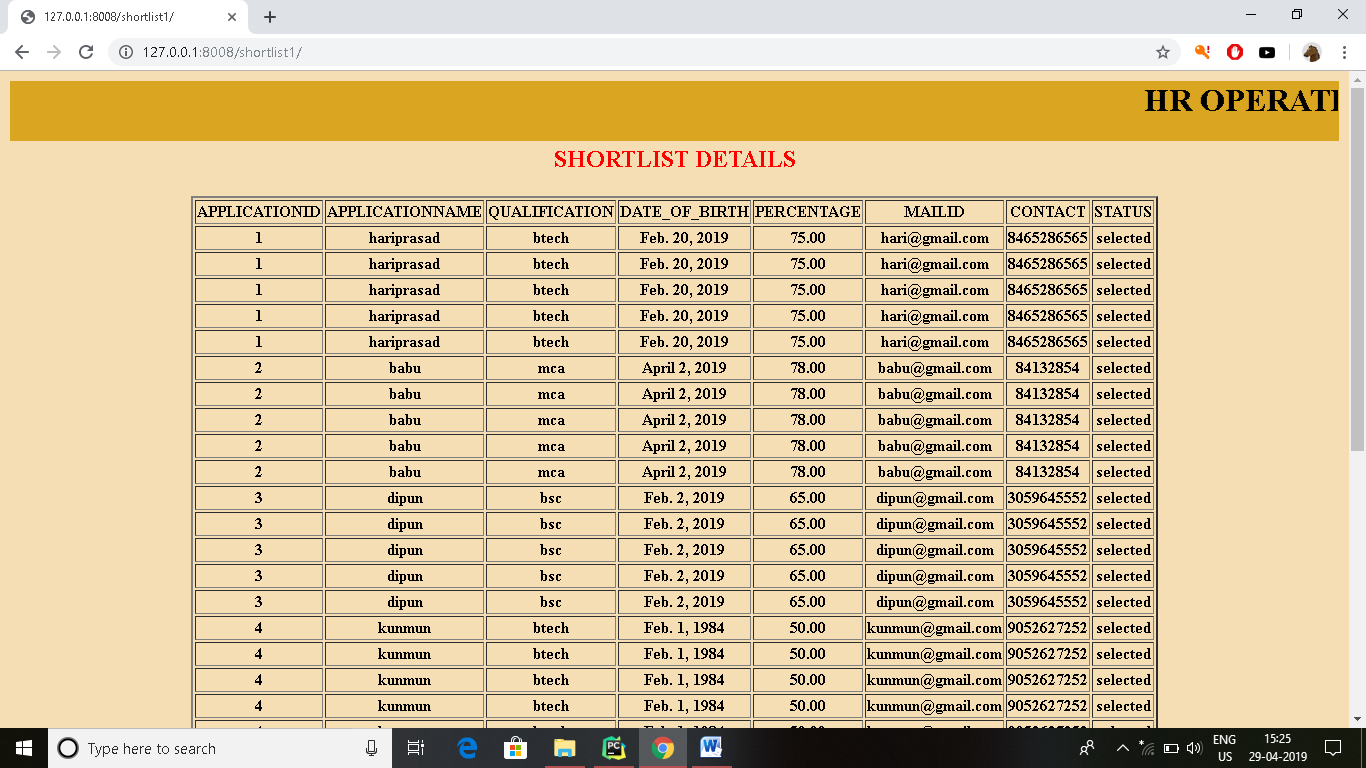 127.0.0.1:8008/shortlist1/
127.0.0.1:8008/shortlist1/
HR OPERATI
SHORTLIST DETAILS
APPLICATIONID APPLICATIONNAME QUALIFICATION DATE_OF_BIRTH PERCENTAGE MAILID CONTACT STATUS
1 hariprasad btech Feb. 20, 2019 75.00 hari@gmail.com 8465286565 selected
1 hariprasad btech Feb. 20, 2019 75.00 hari@gmail.com 8465286565 selected
1 hariprasad btech Feb. 20, 2019 75.00 hari@gmail.com 8465286565 selected
1 hariprasad btech Feb. 20, 2019 75.00 hari@gmail.com 8465286565 selected
1 hariprasad btech Feb. 20, 2019 75.00 hari@gmail.com 8465286565 selected
2 babu mca April 2, 2019 78.00 babu@gmail.com 84132854 selected
2 babu mca April 2, 2019 78.00 babu@gmail.com 84132854 selected
2 babu mca April 2, 2019 78.00 babu@gmail.com 84132854 selected
2 babu mca April 2, 2019 78.00 babu@gmail.com 84132854 selected
2 babu mca April 2, 2019 78.00 babu@gmail.com 84132854 selected
3 dipun bsc Feb. 2, 2019 65.00 dipun@gmail.com 3059645552 selected
3 dipun bsc Feb. 2, 2019 65.00 dipun@gmail.com 3059645552 selected
3 dipun bsc Feb. 2, 2019 65.00 dipun@gmail.com 3059645552 selected
3 dipun bsc Feb. 2, 2019 65.00 dipun@gmail.com 3059645552 selected
3 dipun bsc Feb. 2, 2019 65.00 dipun@gmail.com 3059645552 selected
4 kunmun btech Feb. 1, 1984 50.00 kunmun@gmail.com 9052627252 selected
4 kunmun btech Feb. 1, 1984 50.00 kunmun@gmail.com 9052627252 selected
4 kunmun btech Feb. 1, 1984 50.00 kunmun@gmail.com 9052627252 selected
4 kunmun btech Feb. 1, 1984 50.00 kunmun@gmail.com 9052627252 selected
Type here to search
ENG
US
15:25
29-04-2019